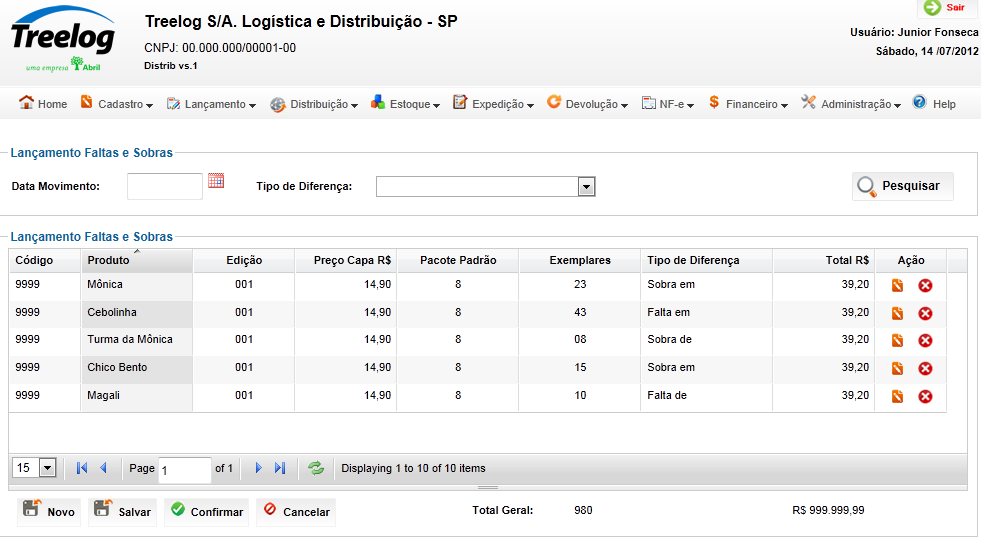 Treelog
uma empresa Abril
Treelog S/A. Logística e Distribuição - SP
CNPJ: 00.000.000/00001-00
Distrib vs.1
Sair
Usuário: Junior Fonseca
Sábado, 14 /07/2012
Home Cadastro Lançamento Distribuição Estoque Expedição Devolução NF-e Financeiro Administração Help
Lançamento Faltas e Sobras
Data Movimento: Tipo de Diferença: Pesquisar
Lançamento Faltas e Sobras
Código Produto Edição Preço Capa R$ Pacote Padrão Exemplares Tipo de Diferença Total R$ Ação
9999 Mônica 001 14,90 8 23 Sobra em 39,20
9999 Cebolinha 001 14,90 8 43 Falta em 39,20
9999 Turma da Mônica 001 14,90 8 08 Sobra de 39,20
9999 Chico Bento 001 14,90 8 15 Sobra em 39,20
9999 Magali 001 14,90 8 10 Falta de 39,20
15 Page 1 of 1 Displaying 1 to 10 of 10 items
Novo Salvar Confirmar Cancelar Total Geral: 980 R$ 999.999,99